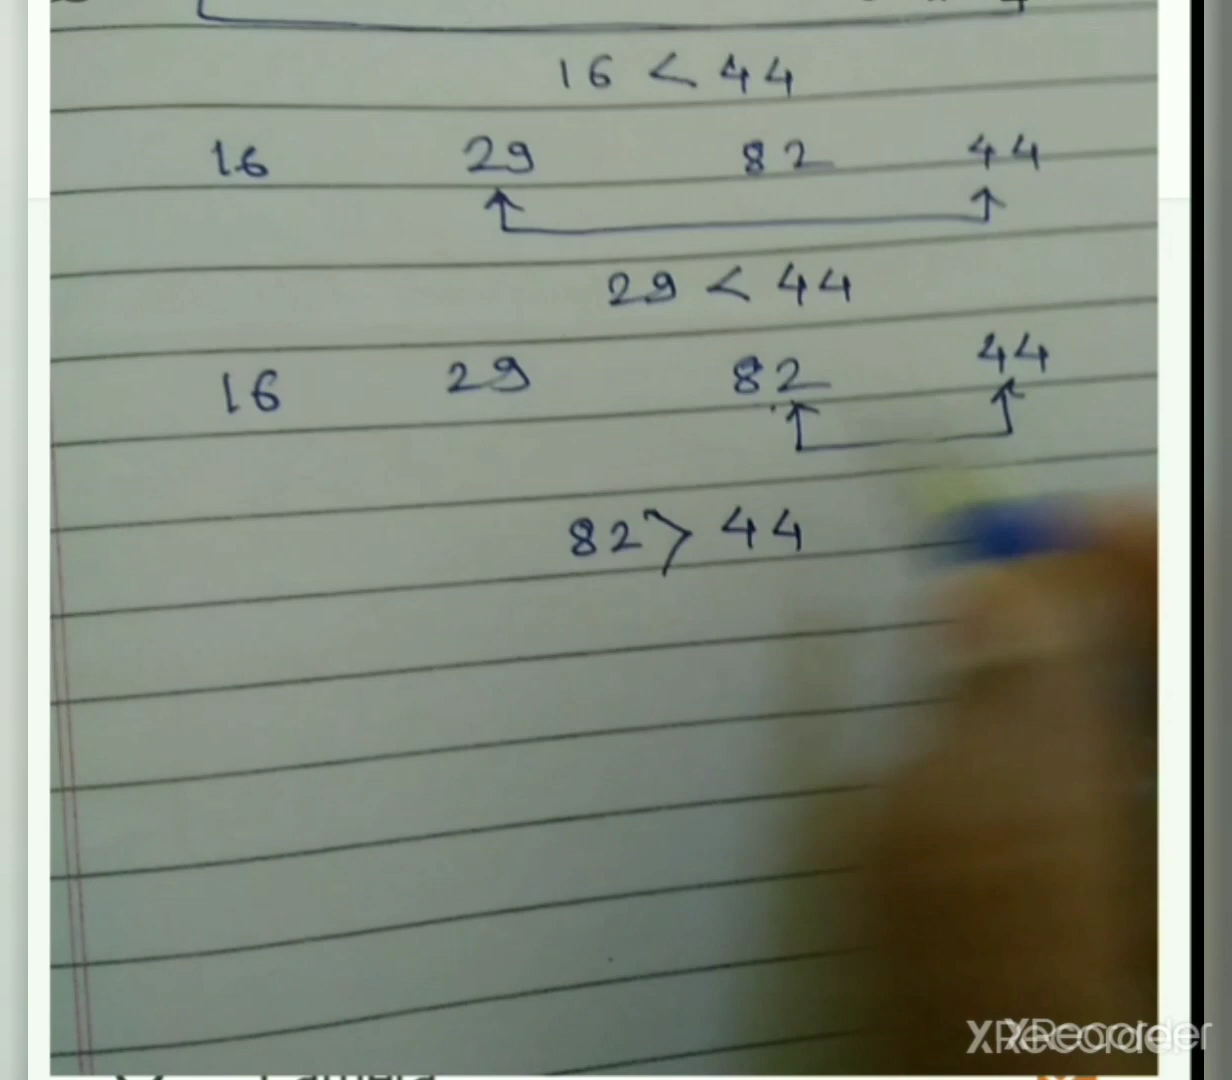 16 < 44
16 29 82 44
29 < 44
16 29 82 44
82 > 44
XRecorder